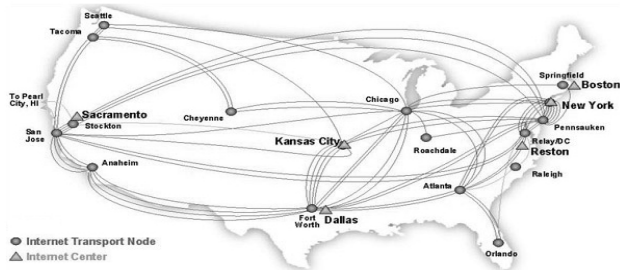 Seattle
Tacoma
To Pearl
City, HI
Sacramento
Stockton
San
Jose
Anaheim
Cheyenne
Kansas City
Chicago
Roachdale
Fort
Worth
Dallas
Atlanta
Orlando
Raleigh
Reston
Relay/DC
Pennsauken
New York
Boston
Springfield
Internet Transport Node
Internet Center